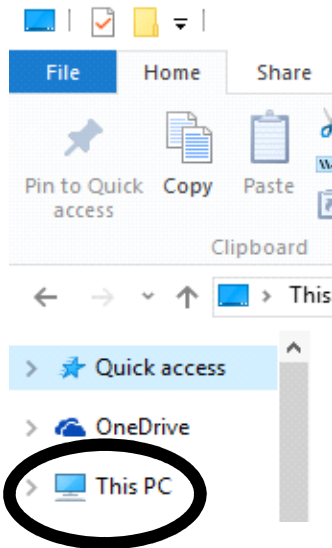 File Home Share
Pin to Quick access Copy Paste
Clipboard
This
Quick access
OneDrive
This PC